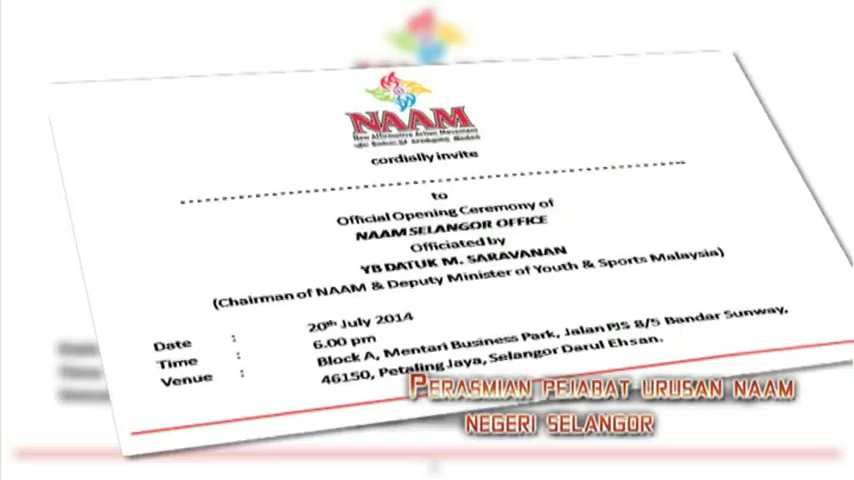 NAAM
New Affirmative Action Movement
cordially invite
to
Official Opening Ceremony of
NAAM SELANGOR OFFICE
Officiated by
YB DATUK M. SARAVANAN
(Chairman of NAAM & Deputy Minister of Youth & Sports Malaysia)
Date : 20th July 2014
Time : 6.00 pm
Venue : Block A, Mentari Business Park, Jalan PJS 8/5 Bandar Sunway,
46150, Petaling Jaya, Selangor Darul Ehsan.
PERASMIAN PEJABAT URUSAN NAAM
NEGERI SELANGOR